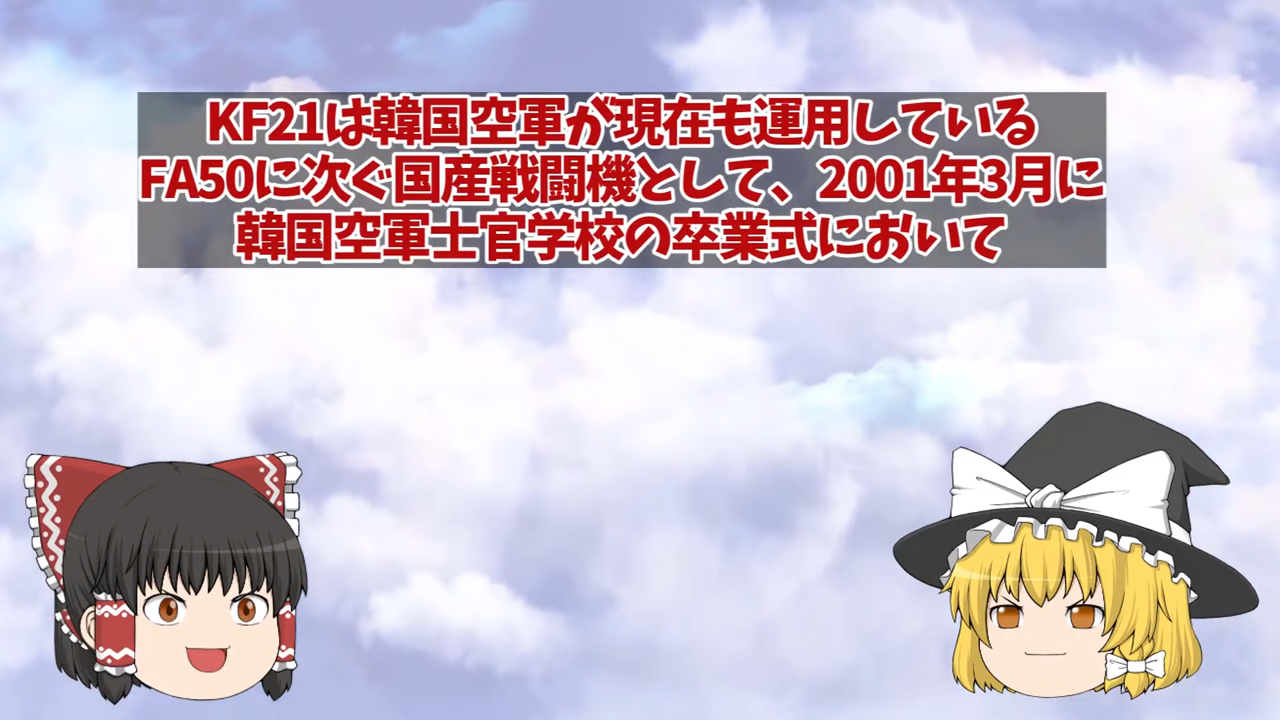 KF21は韓国空軍が現在も運用している
FA50に次ぐ国産戦闘機として、2001年3月に
韓国空軍士官学校の卒業式において